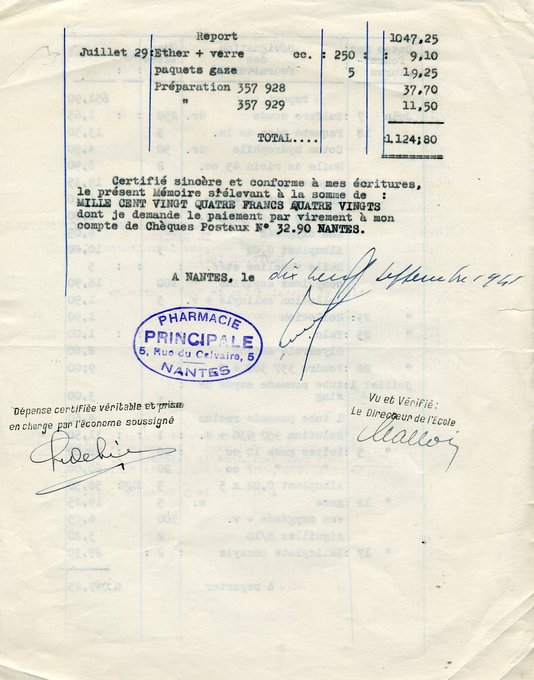 Report 1047,25
Juillet 29:Ether + verre cc. : 250 : : 9,10
paquets gaze 5 19,25
Préparation 357 928 37,70
" 357 929 11,50
TOTAL.... 1.124;80
Certifié sincère et conforme à mes écritures,
le présent Mémoire s'élevant à la somme de :
MILLE CENT VINGT QUATRE FRANCS QUATRE VINGTS
dont je demande le paiement par virement à mon
compte de Chèques Postaux N° 32.90 NANTES.
A NANTES, le dix neuf septembre 1941
PHARMACIE
PRINCIPALE
5, Rue du Calvaire, 5
NANTES
Dépense certifiée véritable et prise
en charge par l'économe soussigné
Vu et Vérifié:
Le Directeur de l'École